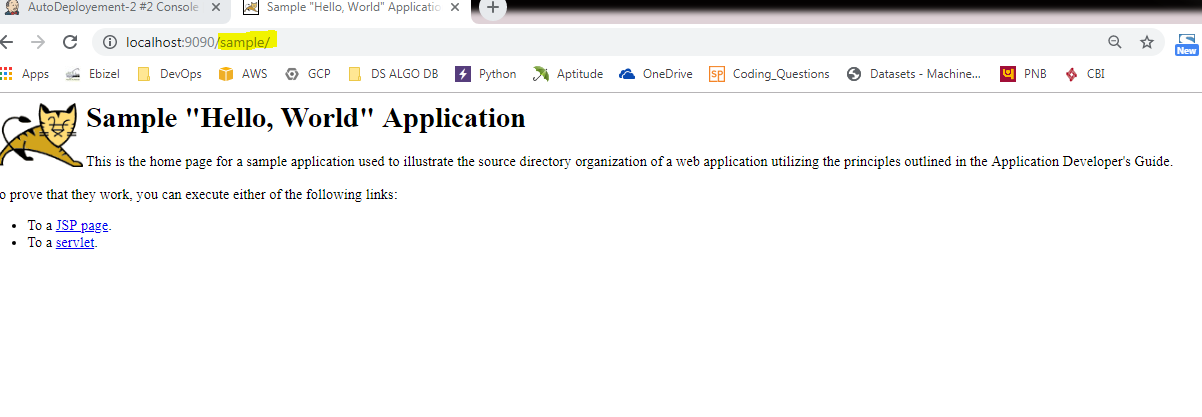 AutoDeployement-2 #2 Console
Sample "Hello, World" Applicatio
localhost:9090/sample/
New
Apps Ebizel DevOps AWS GCP DS ALGO DB Python Aptitude OneDrive SP Coding_Questions Datasets - Machine... PNB CBI
Sample "Hello, World" Application
This is the home page for a sample application used to illustrate the source directory organization of a web application utilizing the principles outlined in the Application Developer's Guide.
o prove that they work, you can execute either of the following links:
• To a JSP page.
• To a servlet.